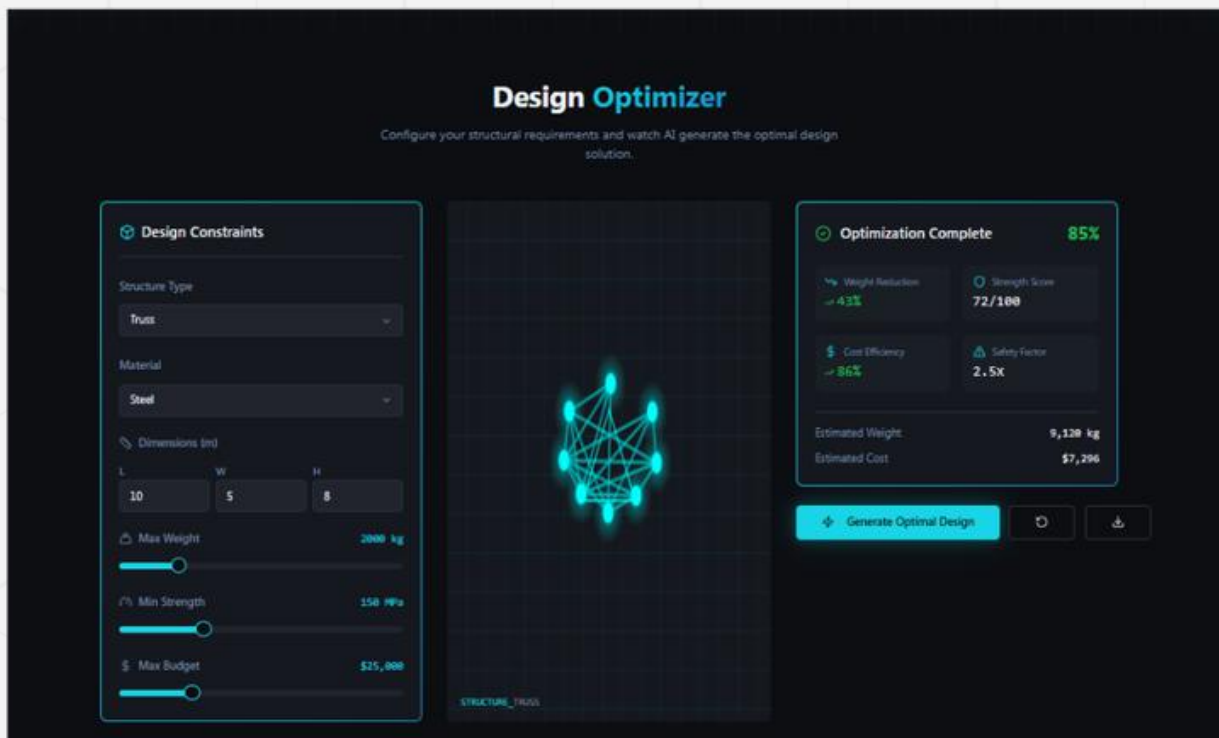 Design Optimizer
Configure your structural requirements and watch AI generate the optimal design
solution.
Design Constraints
Structure Type
Truss
Material
Steel
Dimensions (m)
L W H
10 5 8
Max Weight 2000 kg
Min Strength 150 MPa
Max Budget $25,000
STRUCTURE_TRUSS
Optimization Complete 85%
Weight Reduction Strength Score
43% 72/100
Cost Efficiency Safety Factor
86% 2.5x
Estimated Weight 9,120 kg
Estimated Cost $7,296
Generate Optimal Design